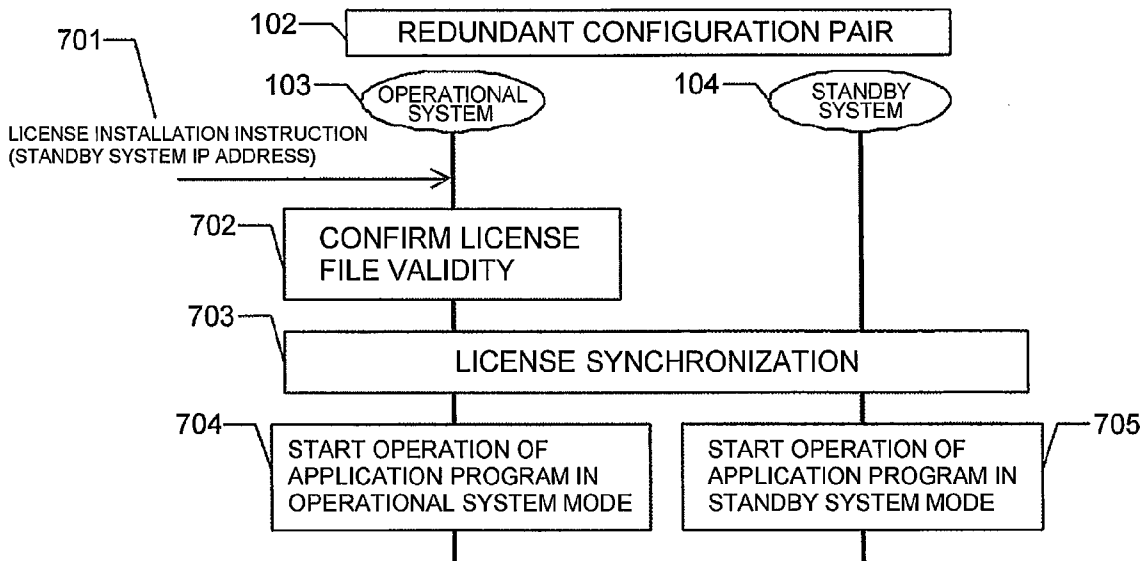 701
102
REDUNDANT CONFIGURATION PAIR
103
OPERATIONAL
SYSTEM
104
STANDBY
SYSTEM
LICENSE INSTALLATION INSTRUCTION
(STANDBY SYSTEM IP ADDRESS)
702
CONFIRM LICENSE
FILE VALIDITY
703
LICENSE SYNCHRONIZATION
704
START OPERATION OF
APPLICATION PROGRAM IN
OPERATIONAL SYSTEM MODE
START OPERATION OF
APPLICATION PROGRAM IN
STANDBY SYSTEM MODE
705